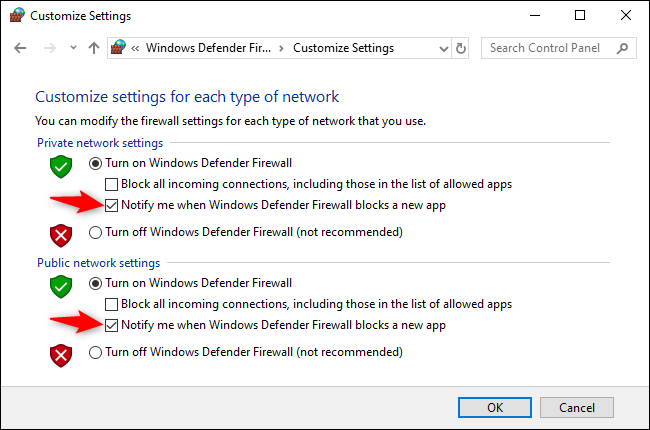 Customize Settings
« Windows Defender Fir... › Customize Settings
Search Control Panel
Customize settings for each type of network
You can modify the firewall settings for each type of network that you use.
Private network settings
Turn on Windows Defender Firewall
Block all incoming connections, including those in the list of allowed apps
Notify me when Windows Defender Firewall blocks a new app
Turn off Windows Defender Firewall (not recommended)
Public network settings
Turn on Windows Defender Firewall
Block all incoming connections, including those in the list of allowed apps
Notify me when Windows Defender Firewall blocks a new app
Turn off Windows Defender Firewall (not recommended)
OK Cancel